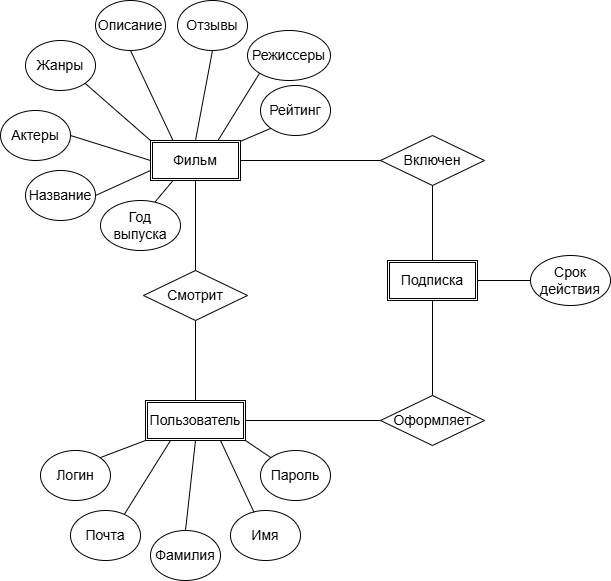 Описание
Отзывы
Режиссеры
Жанры
Рейтинг
Актеры
Фильм
Включен
Название
Год
выпуска
Подписка
Срок
действия
Смотрит
Пользователь
Оформляет
Логин
Пароль
Почта
Имя
Фамилия